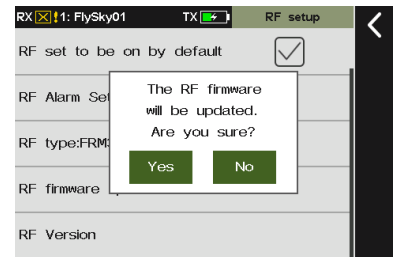 RX 1: FlySky01 TX RF setup
RF set to be on by default
RF Alarm Set
The RF firmware
will be updated.
Are you sure?
RF type:FRM
Yes No
RF firmware
RF Version